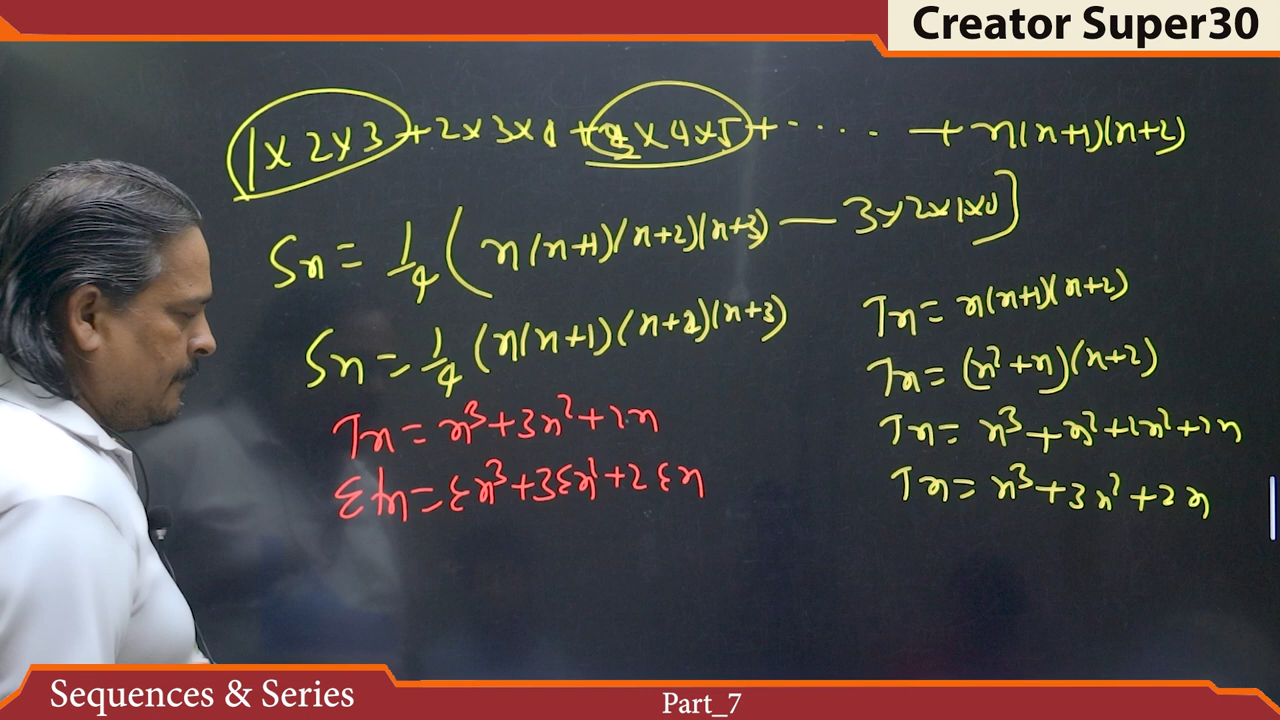 Creator Super30
1×2×3+2×3×4+3×4×5+......+n(n+1)(n+2)
Sn=1/4(n(n+1)(n+2)(n+3)—3×2×1×0]
Sn=1/4(n(n+1)(n+2)(n+3)
Tn=n³+3n²+2n
Σtn=Σn³+3Σn²+2Σn
Tn=n(n+1)(n+2)
Tn=(n²+n)(n+2)
Tn=n³+n²+2n²+2n
Tn=n³+3n²+2n
Sequences & Series
Part_7